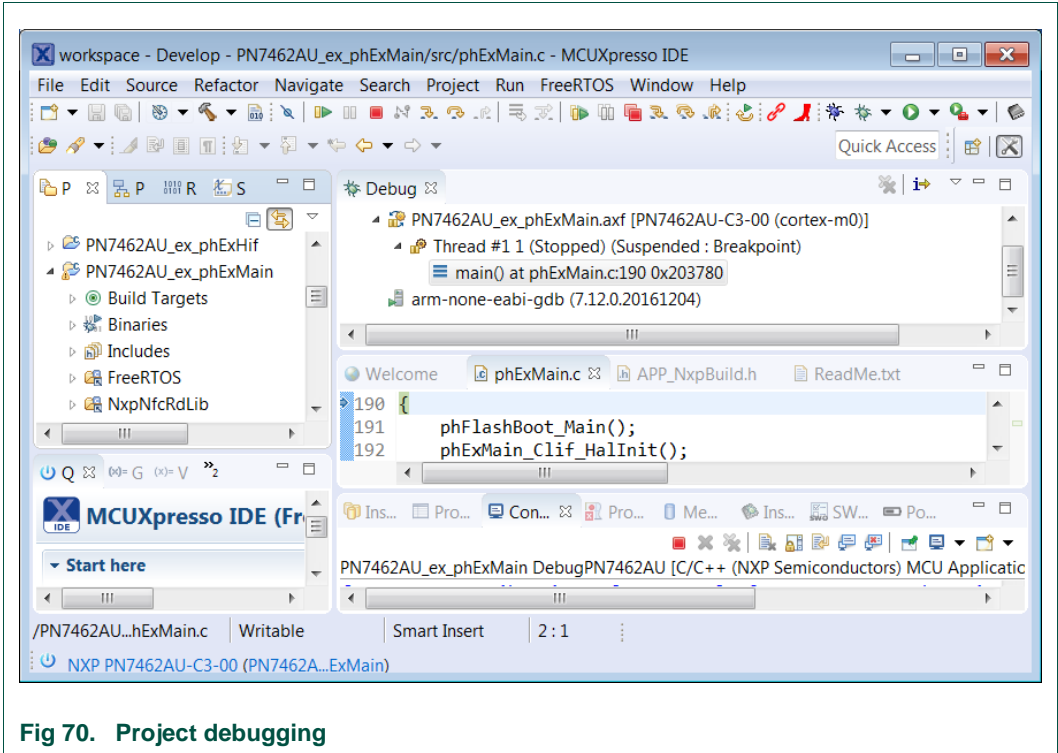 workspace - Develop - PN7462AU_ex_phExMain/src/phExMain.c - MCUXpresso IDE
File Edit Source Refactor Navigate Search Project Run FreeRTOS Window Help
Quick Access
P P R S
PN7462AU_ex_phExHif
PN7462AU_ex_phExMain
Build Targets
Binaries
Includes
FreeRTOS
NxpNfcRdLib
Debug
PN7462AU_ex_phExMain.axf [PN7462AU-C3-00 (cortex-m0)]
Thread #1 1 (Stopped) (Suspended : Breakpoint)
main() at phExMain.c:190 0x203780
arm-none-eabi-gdb (7.12.0.20161204)
Welcome phExMain.c APP_NxpBuild.h ReadMe.txt
190 {
191 phFlashBoot_Main();
192 phExMain_Clif_HalInit();
Q (x)= G (x)= V »2
IDE MCUXpresso IDE (Fr
Start here
Ins... Pro... Con... Pro... Me... Ins... SWO SW... Po...
PN7462AU_ex_phExMain DebugPN7462AU [C/C++ (NXP Semiconductors) MCU Applicatic
/PN7462AU...hExMain.c Writable Smart Insert 2 : 1
NXP PN7462AU-C3-00 (PN7462A...ExMain)
Fig 70. Project debugging